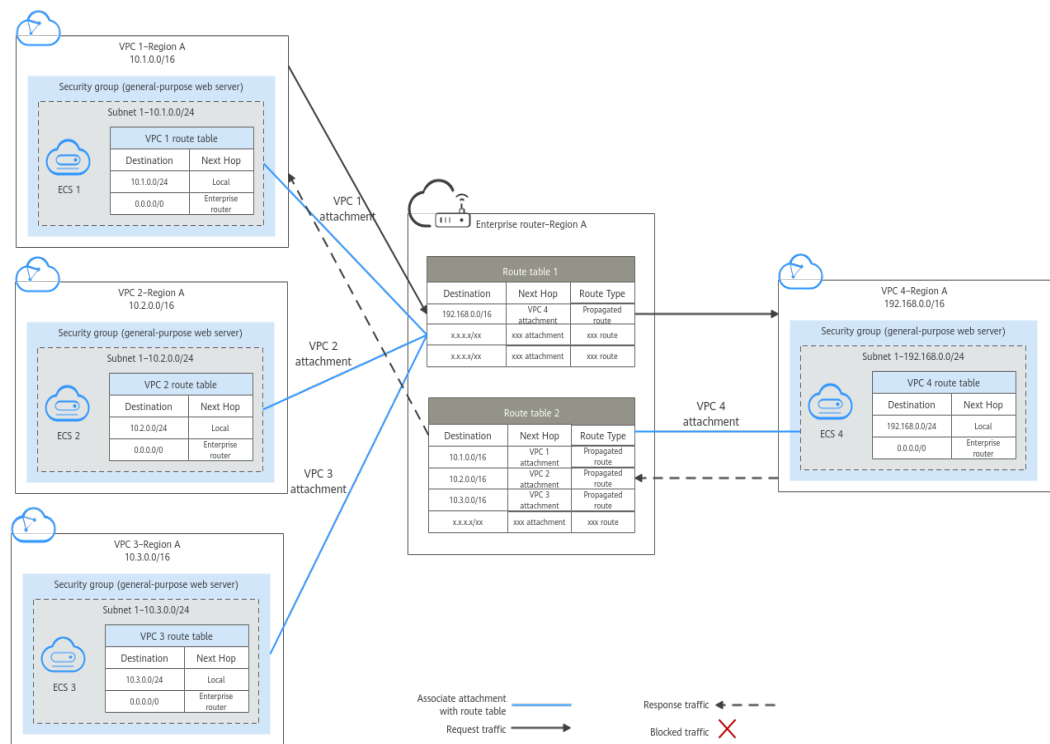 VPC 1–Region A
10.1.0.0/16
Security group (general-purpose web server)
Subnet 1–10.1.0.0/24
VPC 1 route table
Destination Next Hop
10.1.0.0/24 Local
0.0.0.0/0 Enterprise router
ECS 1
VPC 2–Region A
10.2.0.0/16
Security group (general-purpose web server)
Subnet 1–10.2.0.0/24
VPC 2 route table
Destination Next Hop
10.2.0.0/24 Local
0.0.0.0/0 Enterprise router
ECS 2
VPC 3–Region A
10.3.0.0/16
Security group (general-purpose web server)
Subnet 1–10.3.0.0/24
VPC 3 route table
Destination Next Hop
10.3.0.0/24 Local
0.0.0.0/0 Enterprise router
ECS 3
VPC 1
attachment
VPC 2
attachment
VPC 3
attachment
Enterprise router–Region A
Route table 1
Destination Next Hop Route Type
192.168.0.0/16 VPC 4 attachment Propagated route
x.x.x.x/xx xxx attachment xxx route
x.x.x.x/xx xxx attachment xxx route
Route table 2
Destination Next Hop Route Type
10.1.0.0/16 VPC 1 attachment Propagated route
10.2.0.0/16 VPC 2 attachment Propagated route
10.3.0.0/16 VPC 3 attachment Propagated route
x.x.x.x/xx xxx attachment xxx route
VPC 4
attachment
VPC 4–Region A
192.168.0.0/16
Security group (general-purpose web server)
Subnet 1–192.168.0.0/24
VPC 4 route table
Destination Next Hop
192.168.0.0/24 Local
0.0.0.0/0 Enterprise router
ECS 4
Associate attachment
with route table
Request traffic
Response traffic
Blocked traffic